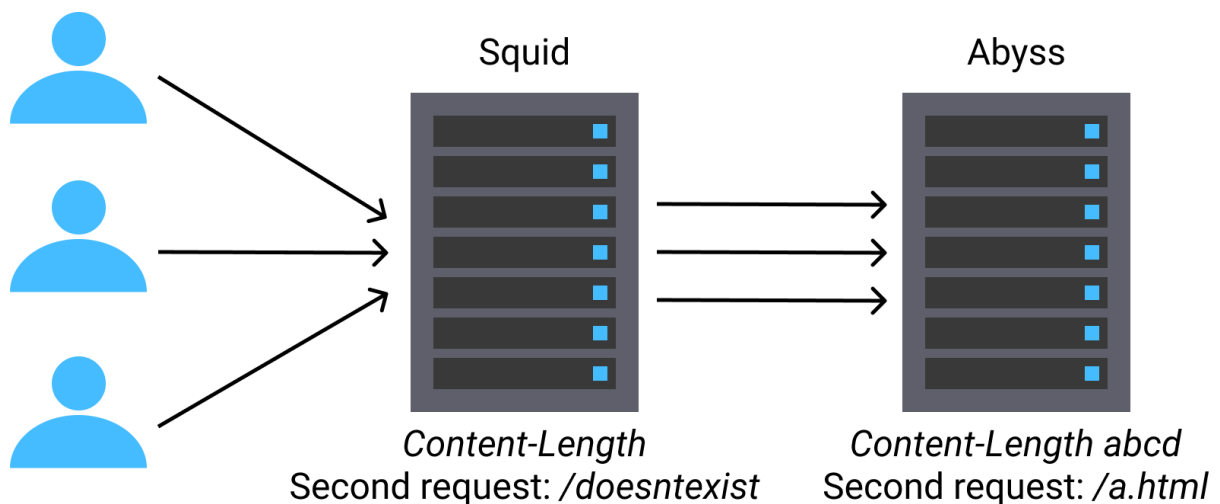 Squid
Abyss
Content-Length
Second request: /doesntexist
Content-Length abcd
Second request: /a.html